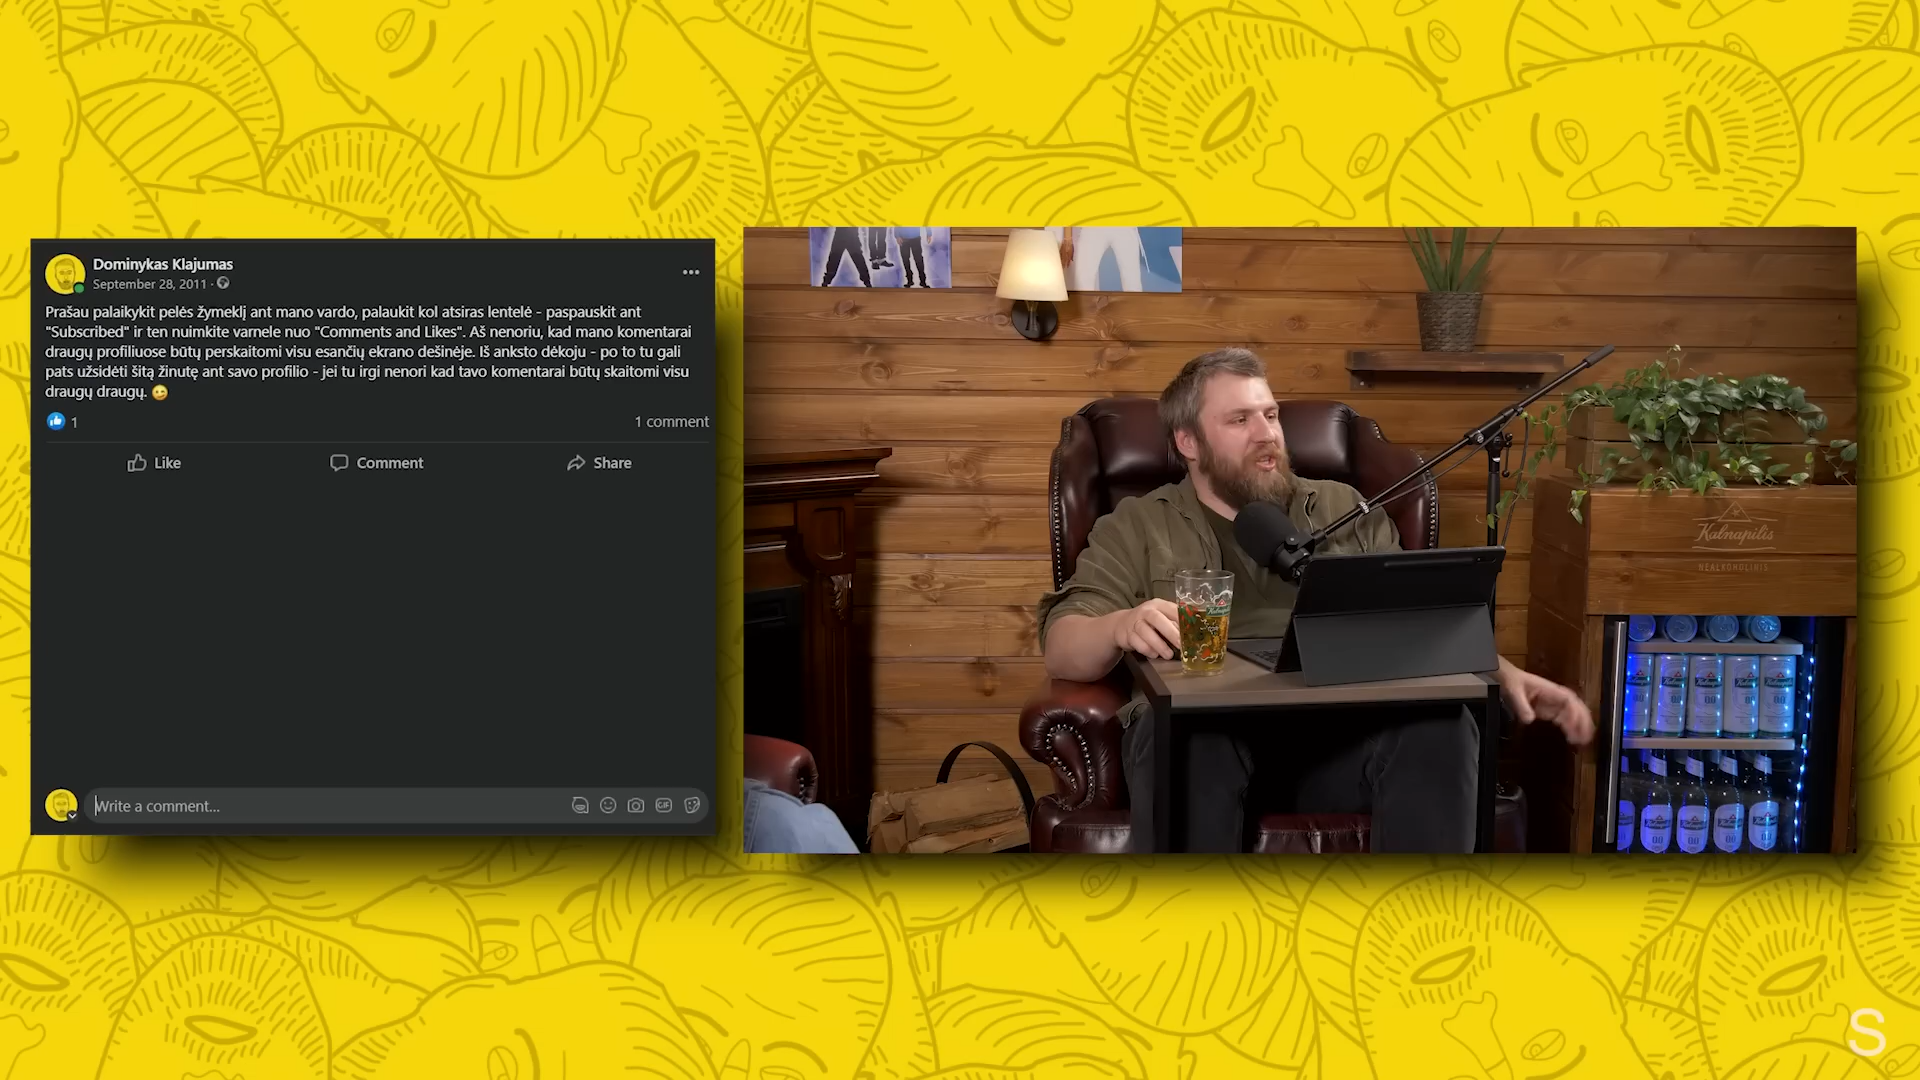 Dominykas Klajumas
September 28, 2011 ·
Prašau palaikykit pelės žymeklį ant mano vardo, palaukit kol atsiras lentelė - paspauskit ant
"Subscribed" ir ten nuimkite varnele nuo "Comments and Likes". Aš nenoriu, kad mano komentarai
draugų profiliuose būtų perskaitomi visu esančių ekrano dešinėje. Iš anksto dėkoju - po to tu gali
pats užsidėti šitą žinutę ant savo profilio - jei tu irgi nenori kad tavo komentarai būtų skaitomi visu
draugų draugų.
1
1 comment
Like
Comment
Share
Write a comment...
GIF
Kalnapilis
NEALKOHOLINIS
Kalnapilis
S